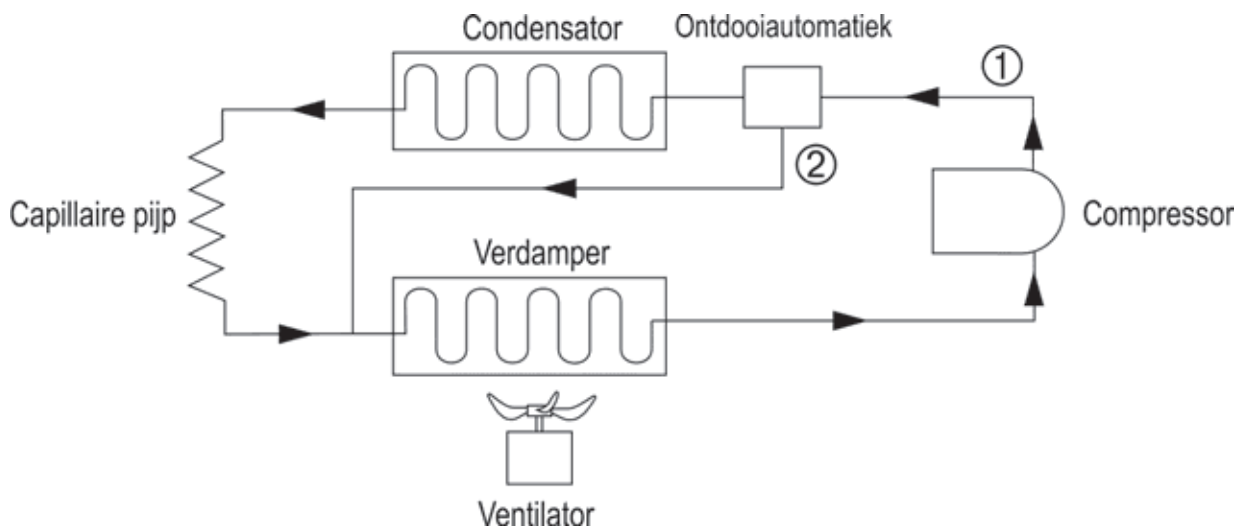 Condensator
Ontdooiautomatiek
①
②
Capillaire pijp
Compressor
Verdamper
Ventilator